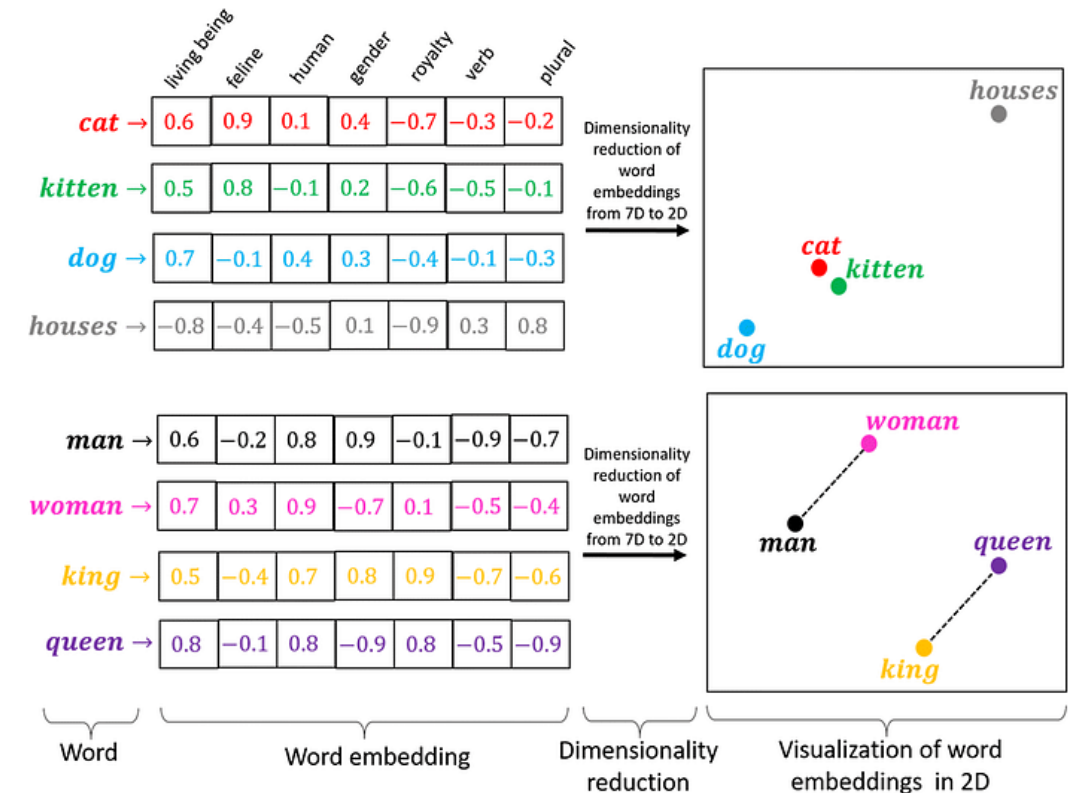 living being feline human gender royalty verb plural
cat → 0.6 0.9 0.1 0.4 −0.7 −0.3 −0.2
kitten → 0.5 0.8 −0.1 0.2 −0.6 −0.5 −0.1
dog → 0.7 −0.1 0.4 0.3 −0.4 −0.1 −0.3
houses → −0.8 −0.4 −0.5 0.1 −0.9 0.3 0.8
Dimensionality
reduction of
word
embeddings
from 7D to 2D
houses
cat
kitten
dog
man → 0.6 −0.2 0.8 0.9 −0.1 −0.9 −0.7
woman → 0.7 0.3 0.9 −0.7 0.1 −0.5 −0.4
king → 0.5 −0.4 0.7 0.8 0.9 −0.7 −0.6
queen → 0.8 −0.1 0.8 −0.9 0.8 −0.5 −0.9
Dimensionality
reduction of
word
embeddings
from 7D to 2D
woman
man
queen
king
Word
Word embedding
Dimensionality
reduction
Visualization of word
embeddings in 2D